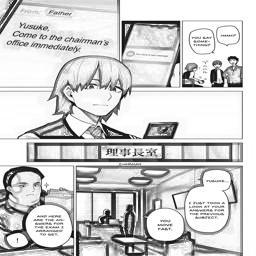 From: Father
Yusuke,
Come to the chairman's
office immediately.
HMM?
YOU SAY
SOME-
THING?
理事長室
YUSUKE...
I JUST TOOK A
LOOK AT YOUR
ANSWERS FOR
THE PREVIOUS
SUBJECT.
YOU
MOVE
FAST.
AND HERE
ARE THE AN-
SWERS FOR
THE EXAM I
ARRANGED
TO GET.
!